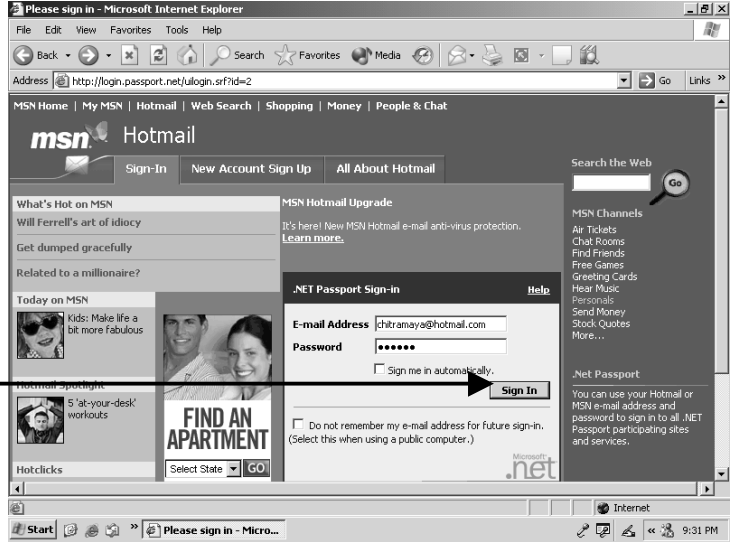 Please sign in - Microsoft Internet Explorer
File Edit View Favorites Tools Help
Back Search Favorites Media
Address http://login.passport.net/uilogin.srf?id=2 Go Links »
MSN Home | My MSN | Hotmail | Web Search | Shopping | Money | People & Chat
msn Hotmail
Sign-In New Account Sign Up All About Hotmail
What's Hot on MSN
Will Ferrell's art of idiocy
Get dumped gracefully
Related to a millionaire?
Today on MSN
Kids: Make life a
bit more fabulous
Hotmail Spotlight
5 'at-your-desk'
workouts
Hotclicks
FIND AN
APARTMENT
Select State GO
MSN Hotmail Upgrade
It's here! New MSN Hotmail e-mail anti-virus protection.
Learn more.
.NET Passport Sign-in Help
E-mail Address chitramaya@hotmail.com
Password ••••••
Sign me in automatically.
Sign In
Do not remember my e-mail address for future sign-in.
(Select this when using a public computer.)
Microsoft
.net
Search the Web
Go
MSN Channels
Air Tickets
Chat Rooms
Find Friends
Free Games
Greeting Cards
Hear Music
Personals
Send Money
Stock Quotes
More...
.Net Passport
You can use your Hotmail or
MSN e-mail address and
password to sign in to all .NET
Passport participating sites
and services.
Internet
Start » Please sign in - Micro... « 9:31 PM